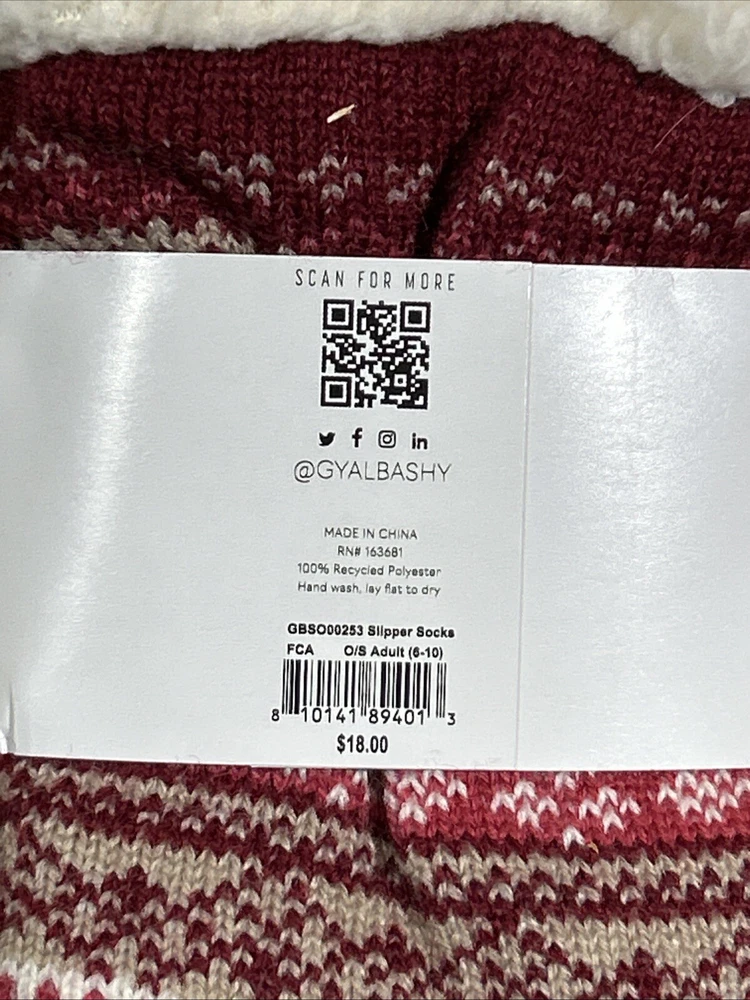 SCAN FOR MORE
@GYALBASHY
MADE IN CHINA
RN# 163681
100% Recycled Polyester
Hand wash, lay flat to dry
GBSO00253 Slipper Socks
FCA O/S Adult (6-10)
8 10141 89401 3
$18.00